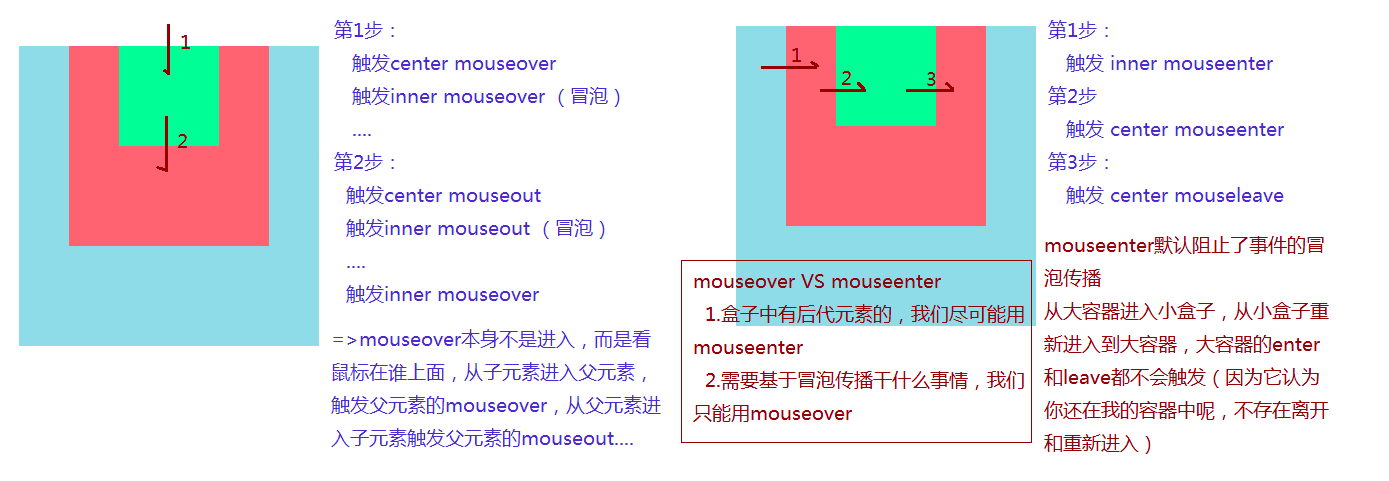 1
2
第1步：
触发center mouseover
触发inner mouseover （冒泡）
....
第2步：
触发center mouseout
触发inner mouseout （冒泡）
....
触发inner mouseover
=>mouseover本身不是进入，而是看
鼠标在谁上面，从子元素进入父元素，
触发父元素的mouseover，从父元素进
入子元素触发父元素的mouseout....
1
2
3
mouseover VS mouseenter
1.盒子中有后代元素的，我们尽可能用
mouseenter
2.需要基于冒泡传播干什么事情，我们
只能用mouseover
第1步：
触发 inner mouseenter
第2步
触发 center mouseenter
第3步：
触发 center mouseleave
mouseenter默认阻止了事件的冒
泡传播
从大容器进入小盒子，从小盒子重
新进入到大容器，大容器的enter
和leave都不会触发（因为它认为
你还在我的容器中呢，不存在离开
和重新进入）